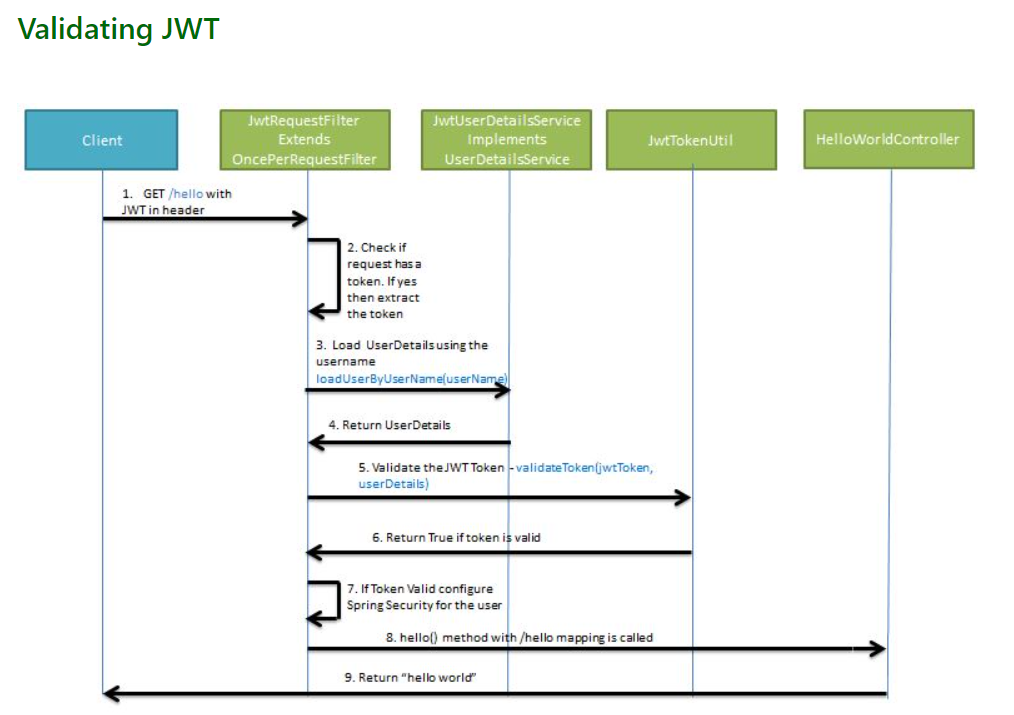 Validating JWT
Client
JwtRequestFilter
Extends
OncePerRequestFilter
JwtUserDetailsService
Implements
UserDetailsService
JwtTokenUtil
HelloWorldController
1. GET /hello with
JWT in header
2. Check if
request has a
token. If yes
then extract
the token
3. Load UserDetails using the
username
loadUserByUserName(userName)
4. Return UserDetails
5. Validate the JWT Token - validateToken(jwtToken,
userDetails)
6. Return True if token is valid
7. If Token Valid configure
Spring Security for the user
8. hello() method with /hello mapping is called
9. Return "hello world"